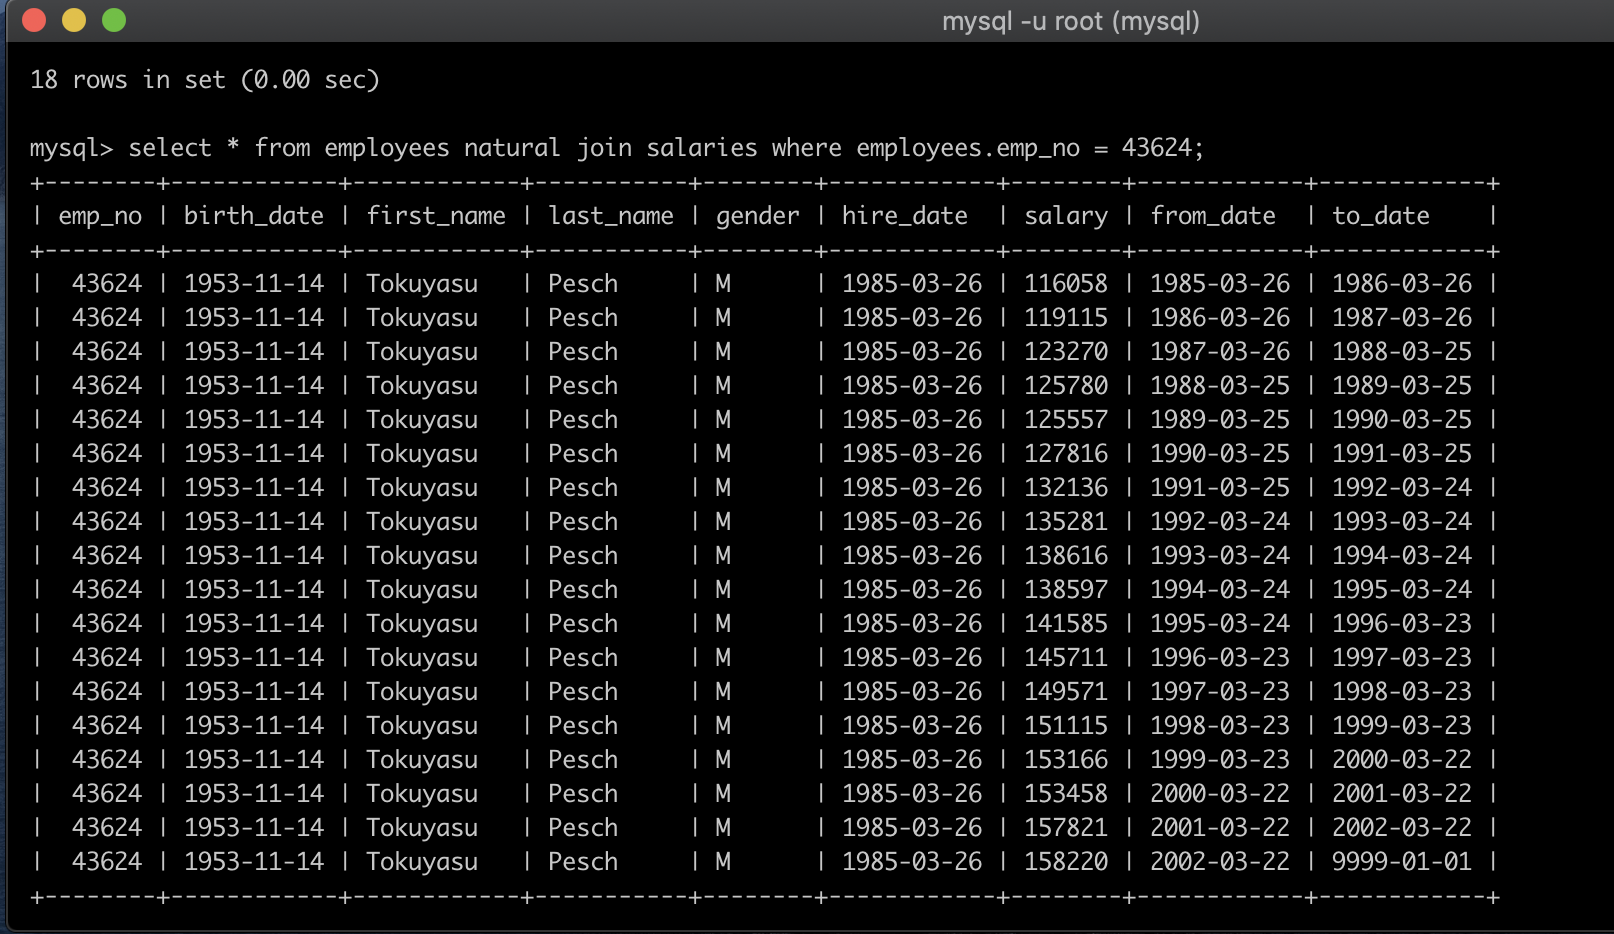 mysql -u root (mysql)
18 rows in set (0.00 sec)
mysql> select * from employees natural join salaries where employees.emp_no = 43624;
+--------+------------+------------+-----------+--------+------------+--------+------------+------------+
| emp_no | birth_date | first_name | last_name | gender | hire_date  | salary | from_date  | to_date    |
+--------+------------+------------+-----------+--------+------------+--------+------------+------------+
|  43624 | 1953-11-14 | Tokuyasu   | Pesch     | M      | 1985-03-26 | 116058 | 1985-03-26 | 1986-03-26 |
|  43624 | 1953-11-14 | Tokuyasu   | Pesch     | M      | 1985-03-26 | 119115 | 1986-03-26 | 1987-03-26 |
|  43624 | 1953-11-14 | Tokuyasu   | Pesch     | M      | 1985-03-26 | 123270 | 1987-03-26 | 1988-03-25 |
|  43624 | 1953-11-14 | Tokuyasu   | Pesch     | M      | 1985-03-26 | 125780 | 1988-03-25 | 1989-03-25 |
|  43624 | 1953-11-14 | Tokuyasu   | Pesch     | M      | 1985-03-26 | 125557 | 1989-03-25 | 1990-03-25 |
|  43624 | 1953-11-14 | Tokuyasu   | Pesch     | M      | 1985-03-26 | 127816 | 1990-03-25 | 1991-03-25 |
|  43624 | 1953-11-14 | Tokuyasu   | Pesch     | M      | 1985-03-26 | 132136 | 1991-03-25 | 1992-03-24 |
|  43624 | 1953-11-14 | Tokuyasu   | Pesch     | M      | 1985-03-26 | 135281 | 1992-03-24 | 1993-03-24 |
|  43624 | 1953-11-14 | Tokuyasu   | Pesch     | M      | 1985-03-26 | 138616 | 1993-03-24 | 1994-03-24 |
|  43624 | 1953-11-14 | Tokuyasu   | Pesch     | M      | 1985-03-26 | 138597 | 1994-03-24 | 1995-03-24 |
|  43624 | 1953-11-14 | Tokuyasu   | Pesch     | M      | 1985-03-26 | 141585 | 1995-03-24 | 1996-03-23 |
|  43624 | 1953-11-14 | Tokuyasu   | Pesch     | M      | 1985-03-26 | 145711 | 1996-03-23 | 1997-03-23 |
|  43624 | 1953-11-14 | Tokuyasu   | Pesch     | M      | 1985-03-26 | 149571 | 1997-03-23 | 1998-03-23 |
|  43624 | 1953-11-14 | Tokuyasu   | Pesch     | M      | 1985-03-26 | 151115 | 1998-03-23 | 1999-03-23 |
|  43624 | 1953-11-14 | Tokuyasu   | Pesch     | M      | 1985-03-26 | 153166 | 1999-03-23 | 2000-03-22 |
|  43624 | 1953-11-14 | Tokuyasu   | Pesch     | M      | 1985-03-26 | 153458 | 2000-03-22 | 2001-03-22 |
|  43624 | 1953-11-14 | Tokuyasu   | Pesch     | M      | 1985-03-26 | 157821 | 2001-03-22 | 2002-03-22 |
|  43624 | 1953-11-14 | Tokuyasu   | Pesch     | M      | 1985-03-26 | 158220 | 2002-03-22 | 9999-01-01 |
+--------+------------+------------+-----------+--------+------------+--------+------------+------------+